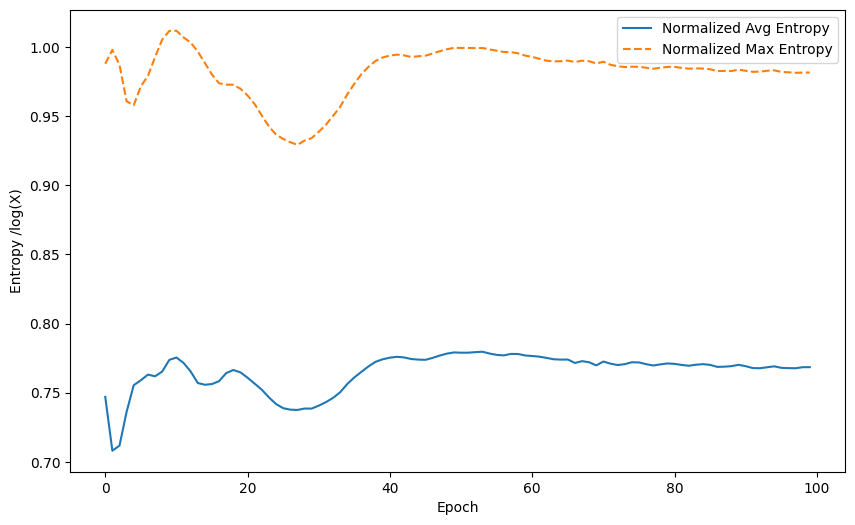 Normalized Avg Entropy
Normalized Max Entropy
1.00
0.95
0.90
0.85
0.80
0.75
0.70
Entropy /log(X)
0 20 40 60 80 100
Epoch